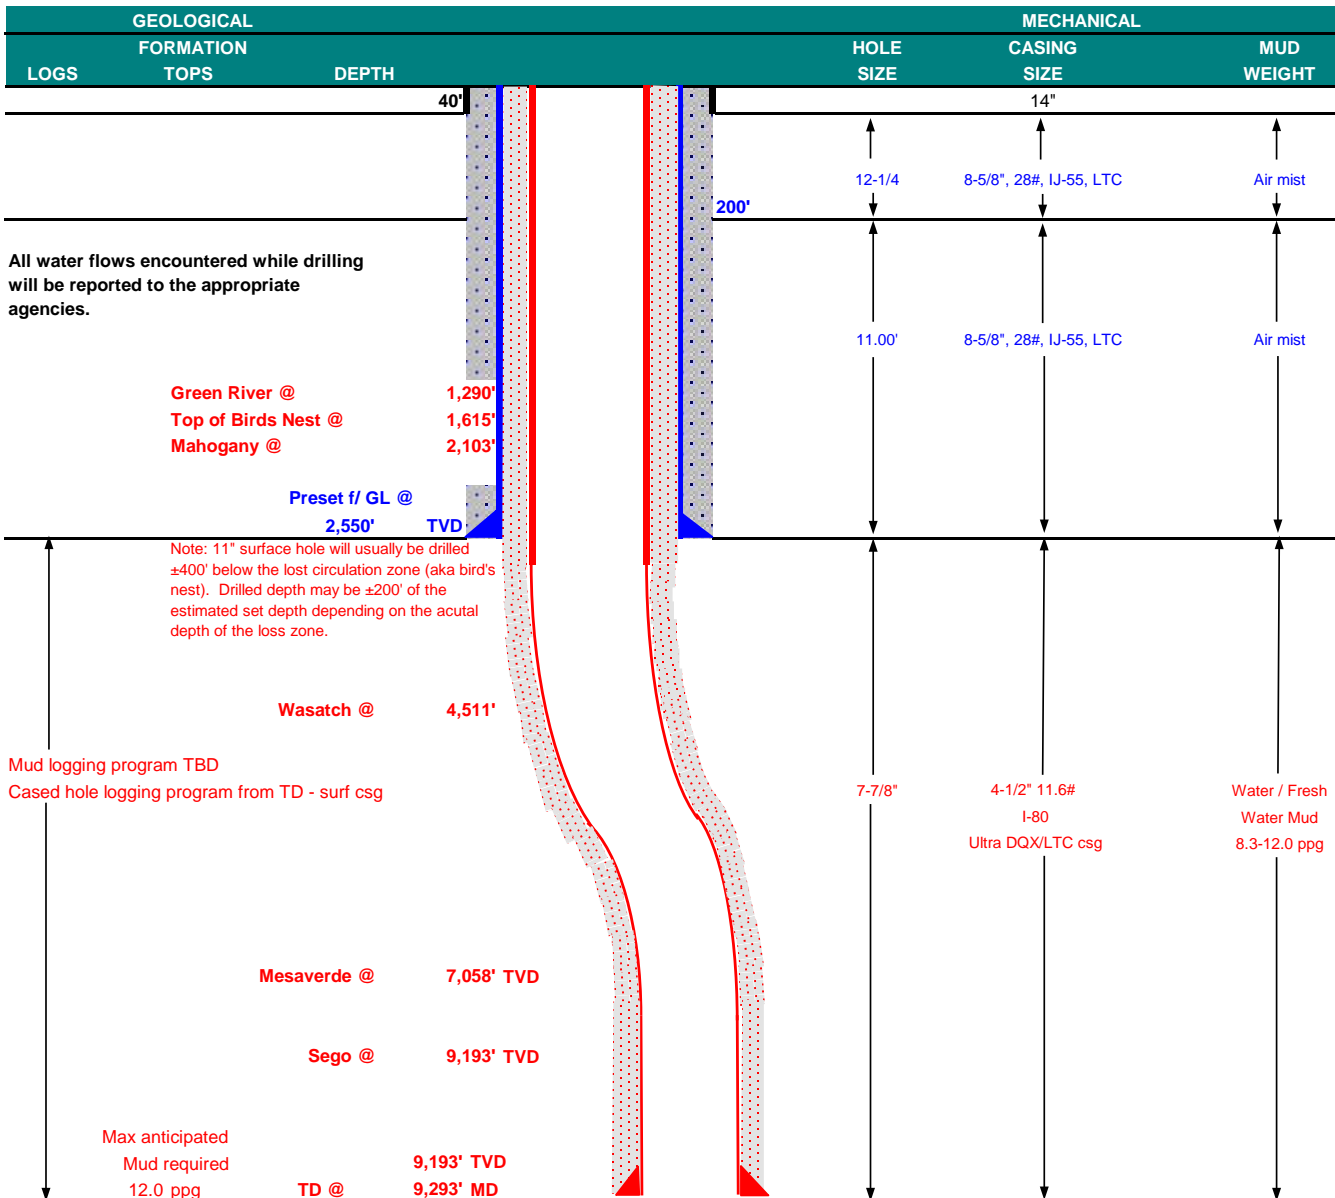 GEOLOGICAL MECHANICAL
FORMATION HOLE CASING MUD
LOGS TOPS DEPTH SIZE SIZE WEIGHT
40' 14"
12-1/4 8-5/8", 28#, IJ-55, LTC Air mist
200'
All water flows encountered while drilling
will be reported to the appropriate
agencies.
11.00' 8-5/8", 28#, IJ-55, LTC Air mist
Green River @ 1,290'
Top of Birds Nest @ 1,615'
Mahogany @ 2,103'
Preset f/ GL @
2,550' TVD
Note: 11" surface hole will usually be drilled
±400' below the lost circulation zone (aka bird's
nest). Drilled depth may be ±200' of the
estimated set depth depending on the acutal
depth of the loss zone.
Wasatch @ 4,511'
Mud logging program TBD
Cased hole logging program from TD - surf csg
7-7/8" 4-1/2" 11.6# Water / Fresh
I-80 Water Mud
Ultra DQX/LTC csg 8.3-12.0 ppg
Mesaverde @ 7,058' TVD
Sego @ 9,193' TVD
Max anticipated
Mud required 9,193' TVD
12.0 ppg TD @ 9,293' MD